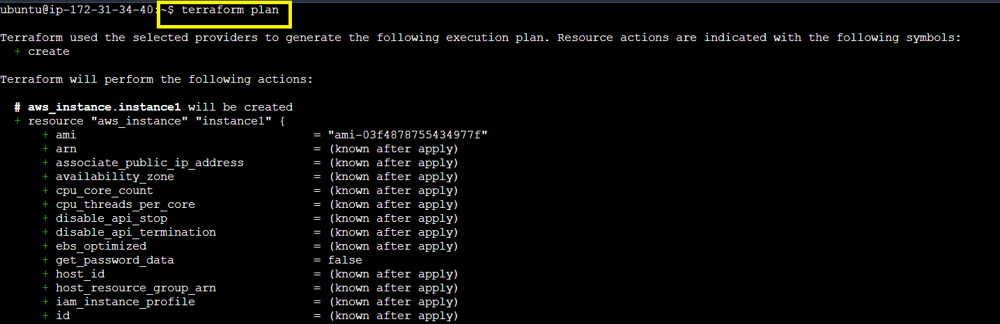 ubuntu@ip-172-31-34-40:~$ terraform plan
Terraform used the selected providers to generate the following execution plan. Resource actions are indicated with the following symbols:
+ create
Terraform will perform the following actions:
# aws_instance.instance1 will be created
+ resource "aws_instance" "instance1" {
+ ami = "ami-03f4878755434977f"
+ arn = (known after apply)
+ associate_public_ip_address = (known after apply)
+ availability_zone = (known after apply)
+ cpu_core_count = (known after apply)
+ cpu_threads_per_core = (known after apply)
+ disable_api_stop = (known after apply)
+ disable_api_termination = (known after apply)
+ ebs_optimized = (known after apply)
+ get_password_data = false
+ host_id = (known after apply)
+ host_resource_group_arn = (known after apply)
+ iam_instance_profile = (known after apply)
+ id = (known after apply)